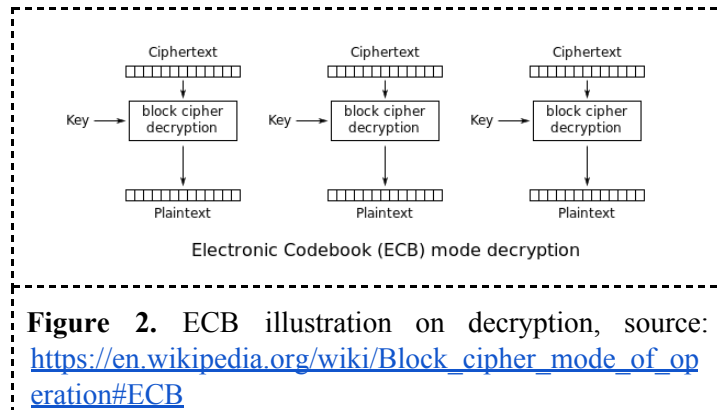 Ciphertext Ciphertext Ciphertext
Key block cipher decryption Key block cipher decryption Key block cipher decryption
Plaintext Plaintext Plaintext
Electronic Codebook (ECB) mode decryption
Figure 2. ECB illustration on decryption, source:
https://en.wikipedia.org/wiki/Block_cipher_mode_of_op
eration#ECB